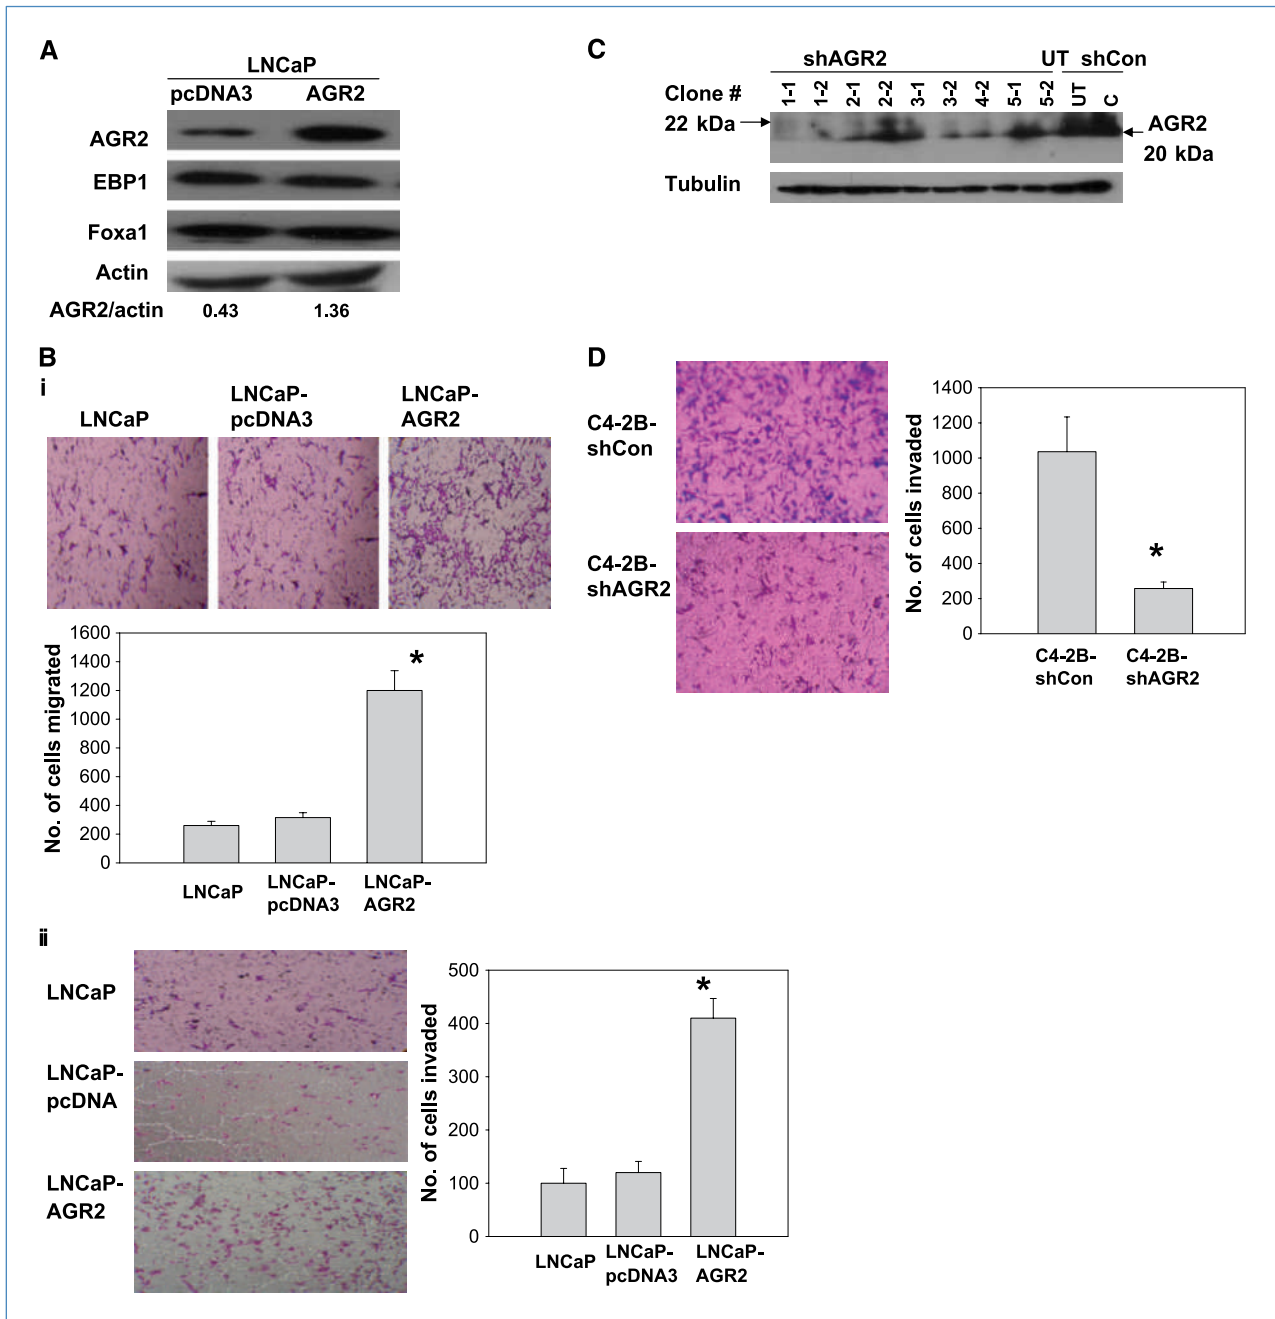 A
LNCaP
pcDNA3 AGR2
AGR2
EBP1
Foxa1
Actin
AGR2/actin 0.43 1.36
C
shAGR2 UT shCon
Clone # 1-1 1-2 2-1 2-2 3-1 3-2 4-2 5-1 5-2 UT C
22 kDa
AGR2
20 kDa
Tubulin
B
i
LNCaP
LNCaP-
pcDNA3
LNCaP-
AGR2
No. of cells migrated
1600
1400
1200
1000
800
600
400
200
0
*
LNCaP
LNCaP-
pcDNA3
LNCaP-
AGR2
ii
LNCaP
LNCaP-
pcDNA
LNCaP-
AGR2
No. of cells invaded
500
400
300
200
100
0
*
LNCaP
LNCaP-
pcDNA3
LNCaP-
AGR2
D
C4-2B-
shCon
C4-2B-
shAGR2
No. of cells invaded
1400
1200
1000
800
600
400
200
0
*
C4-2B-
shCon
C4-2B-
shAGR2